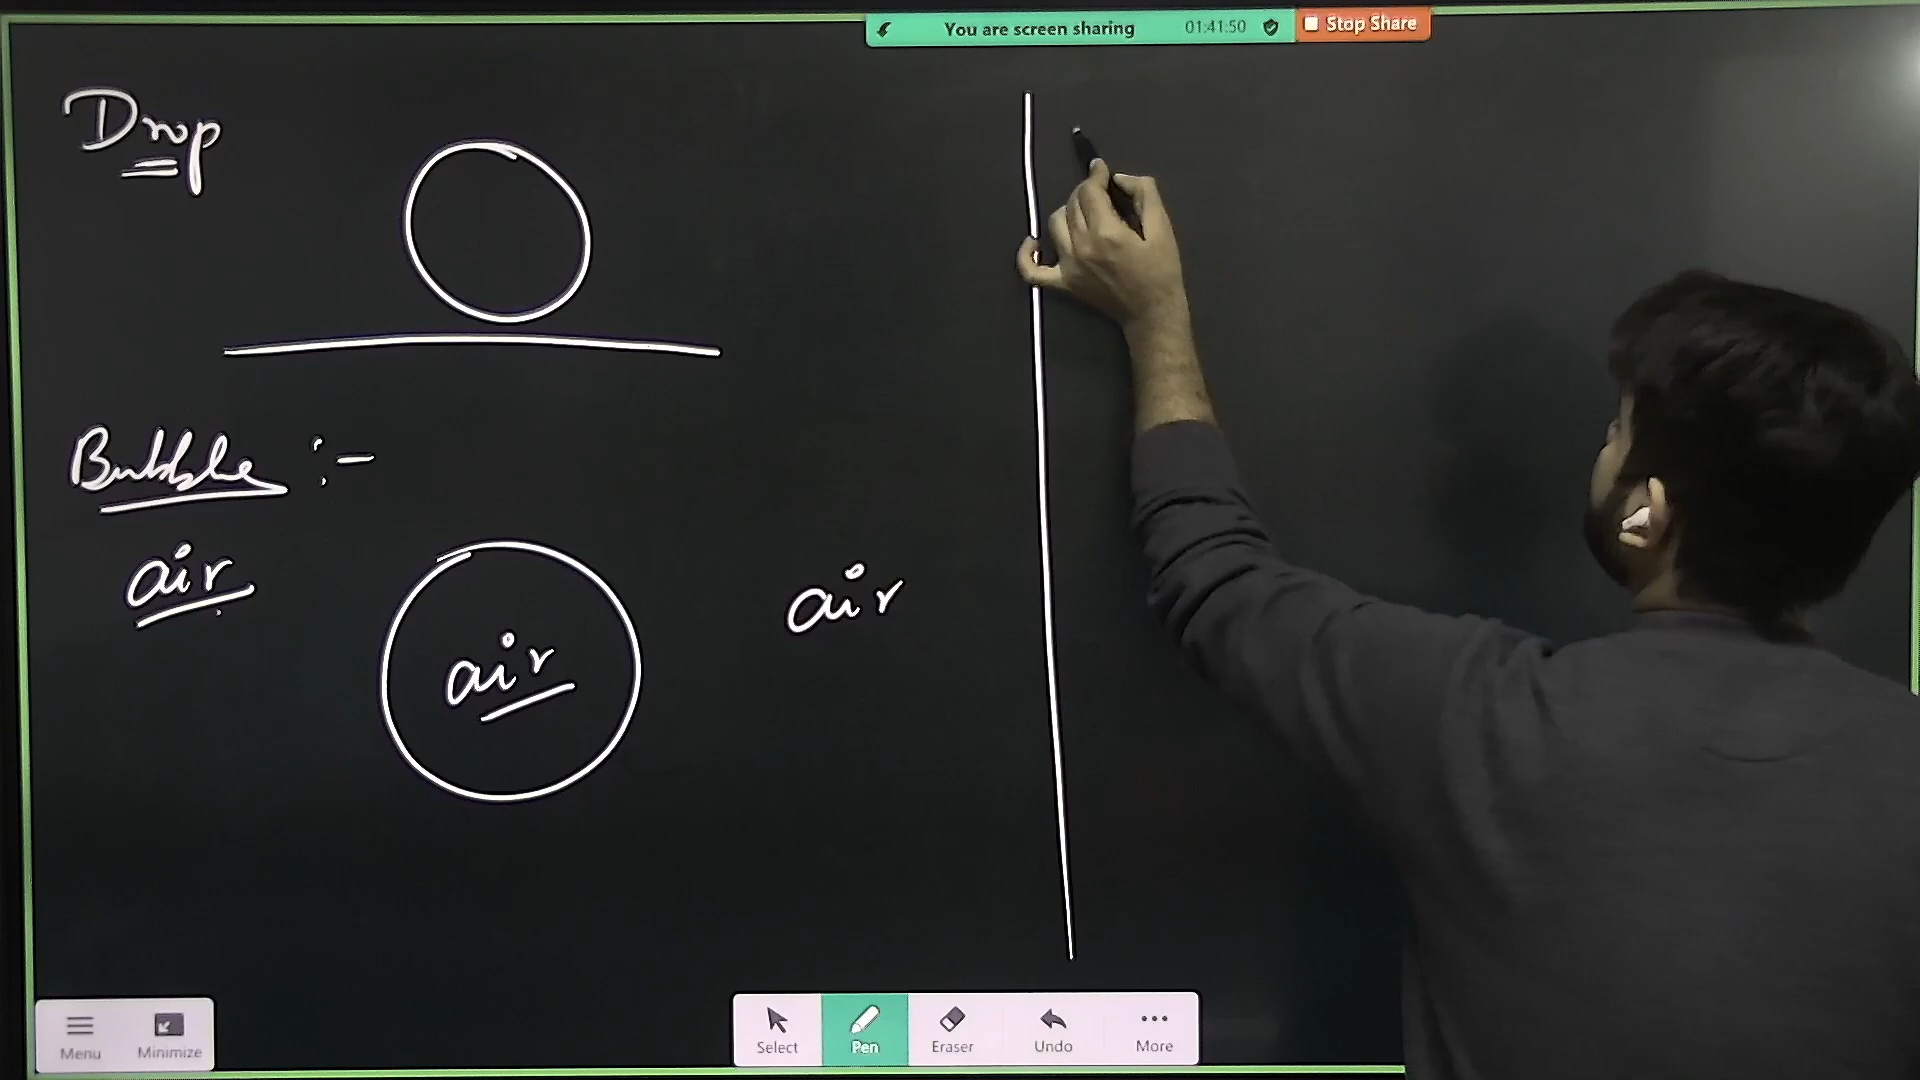 You are screen sharing 01:41:50 Stop Share
Drop
Bubble :-
air
air
air
Menu Minimize Select Pen Eraser Undo More